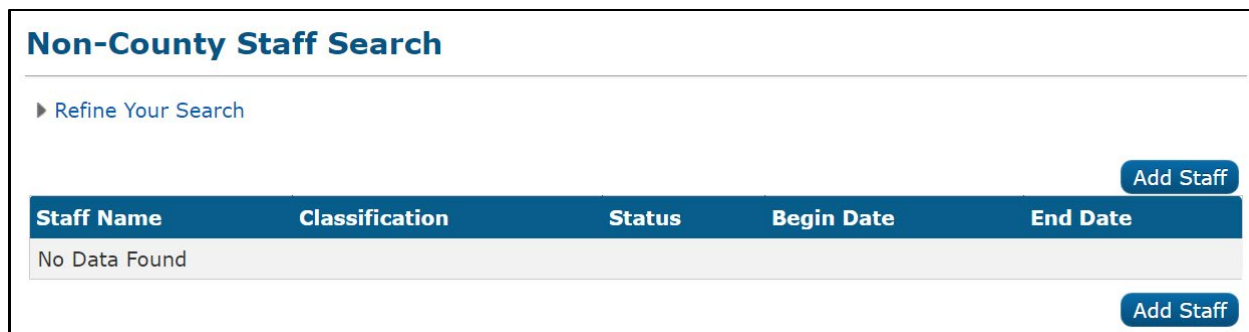 Non-County Staff Search
Refine Your Search
Add Staff
Staff Name Classification Status Begin Date End Date
No Data Found
Add Staff